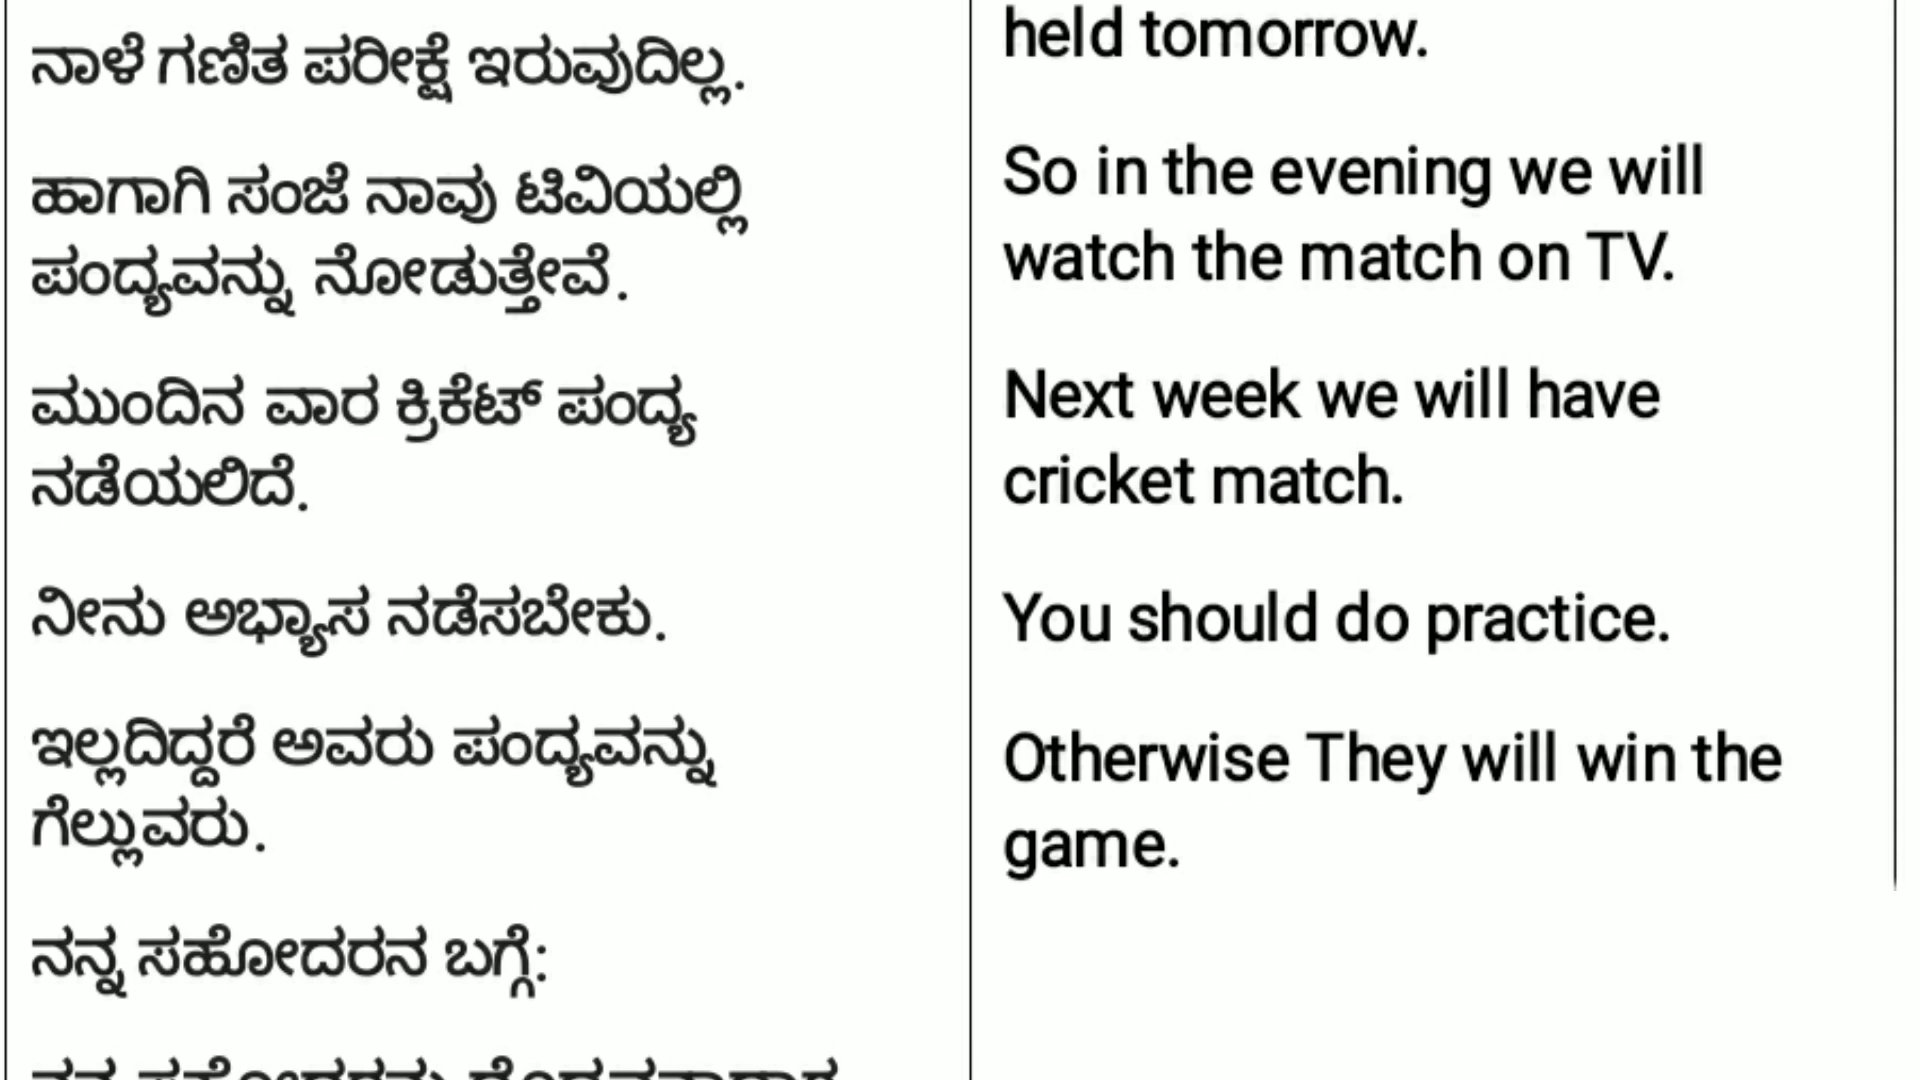 ನಾಳೆ ಗಣಿತ ಪರೀಕ್ಷೆ ಇರುವುದಿಲ್ಲ.
ಹಾಗಾಗಿ ಸಂಜೆ ನಾವು ಟಿವಿಯಲ್ಲಿ
ಪಂದ್ಯವನ್ನು ನೋಡುತ್ತೇವೆ.
ಮುಂದಿನ ವಾರ ಕ್ರಿಕೆಟ್ ಪಂದ್ಯ
ನಡೆಯಲಿದೆ.
ನೀನು ಅಭ್ಯಾಸ ನಡೆಸಬೇಕು.
ಇಲ್ಲದಿದ್ದರೆ ಅವರು ಪಂದ್ಯವನ್ನು
ಗೆಲ್ಲುವರು.
ನನ್ನ ಸಹೋದರನ ಬಗ್ಗೆ:
held tomorrow.
So in the evening we will
watch the match on TV.
Next week we will have
cricket match.
You should do practice.
Otherwise They will win the
game.